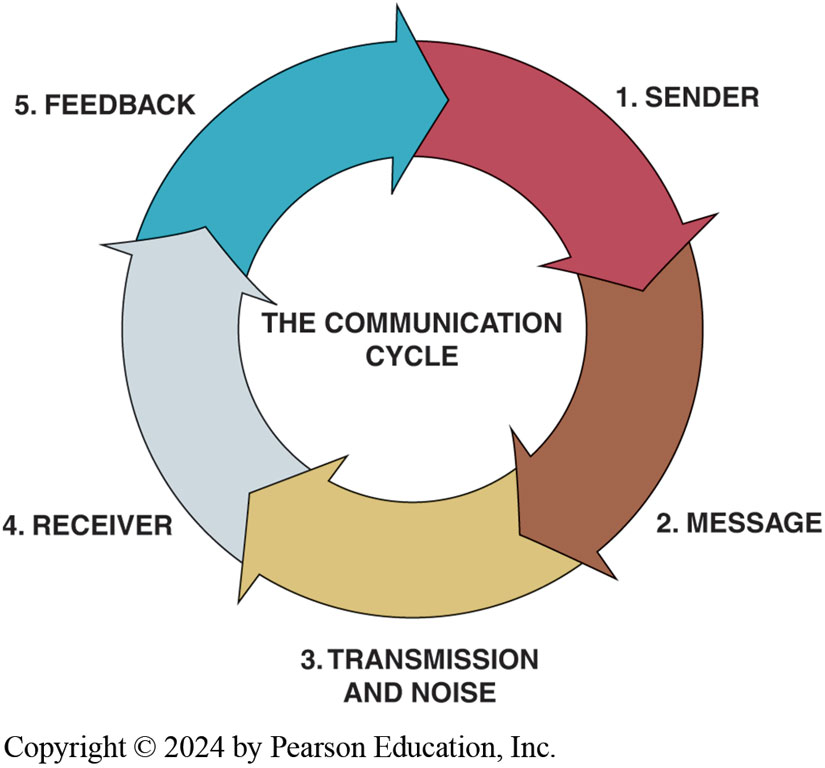 5. FEEDBACK
1. SENDER
THE COMMUNICATION
CYCLE
4. RECEIVER
2. MESSAGE
3. TRANSMISSION
AND NOISE
Copyright © 2024 by Pearson Education, Inc.